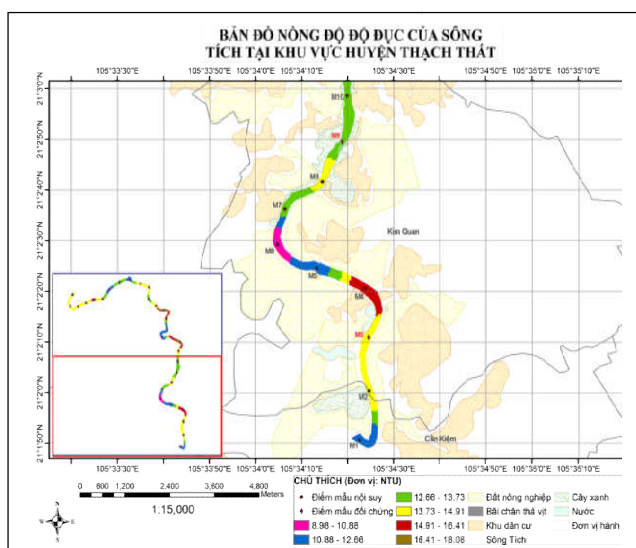 BẢN ĐỒ NỒNG ĐỘ ĐỘ ĐỤC CỦA SÔNG
TÍCH TẠI KHU VỰC HUYỆN THẠCH THẤT
105°33'30"E 105°33'50"E 105°34'0"E 105°34'10"E 105°34'30"E 105°34'50"E 105°35'10"E
21°3'0"N
21°2'50"N
21°2'40"N
21°2'30"N
21°2'20"N
21°2'10"N
21°2'0"N
21°1'50"N
M10
M9
M8
M7
M6
M5
M4
M3
M2
M1
Kim Quan
Cần Kiệm
105°33'30"E 105°33'50"E 105°34'0"E 105°34'10"E 105°34'30"E 105°34'50"E 105°35'0"E 105°35'10"E
0 600 1,200 2,400 3,600 4,800
Meters
1:15,000
CHÚ THÍCH (Đơn vị: NTU)
Điểm mẫu nội suy
Điểm mẫu đối chứng
8.98 - 10.88
10.88 - 12.66
12.66 - 13.73
13.73 - 14.91
14.91 - 16.41
16.41 - 18.06
Đất nông nghiệp
Bãi chăn thả vịt
Khu dân cư
Sông Tích
Cây xanh
Nước
Đơn vị hành